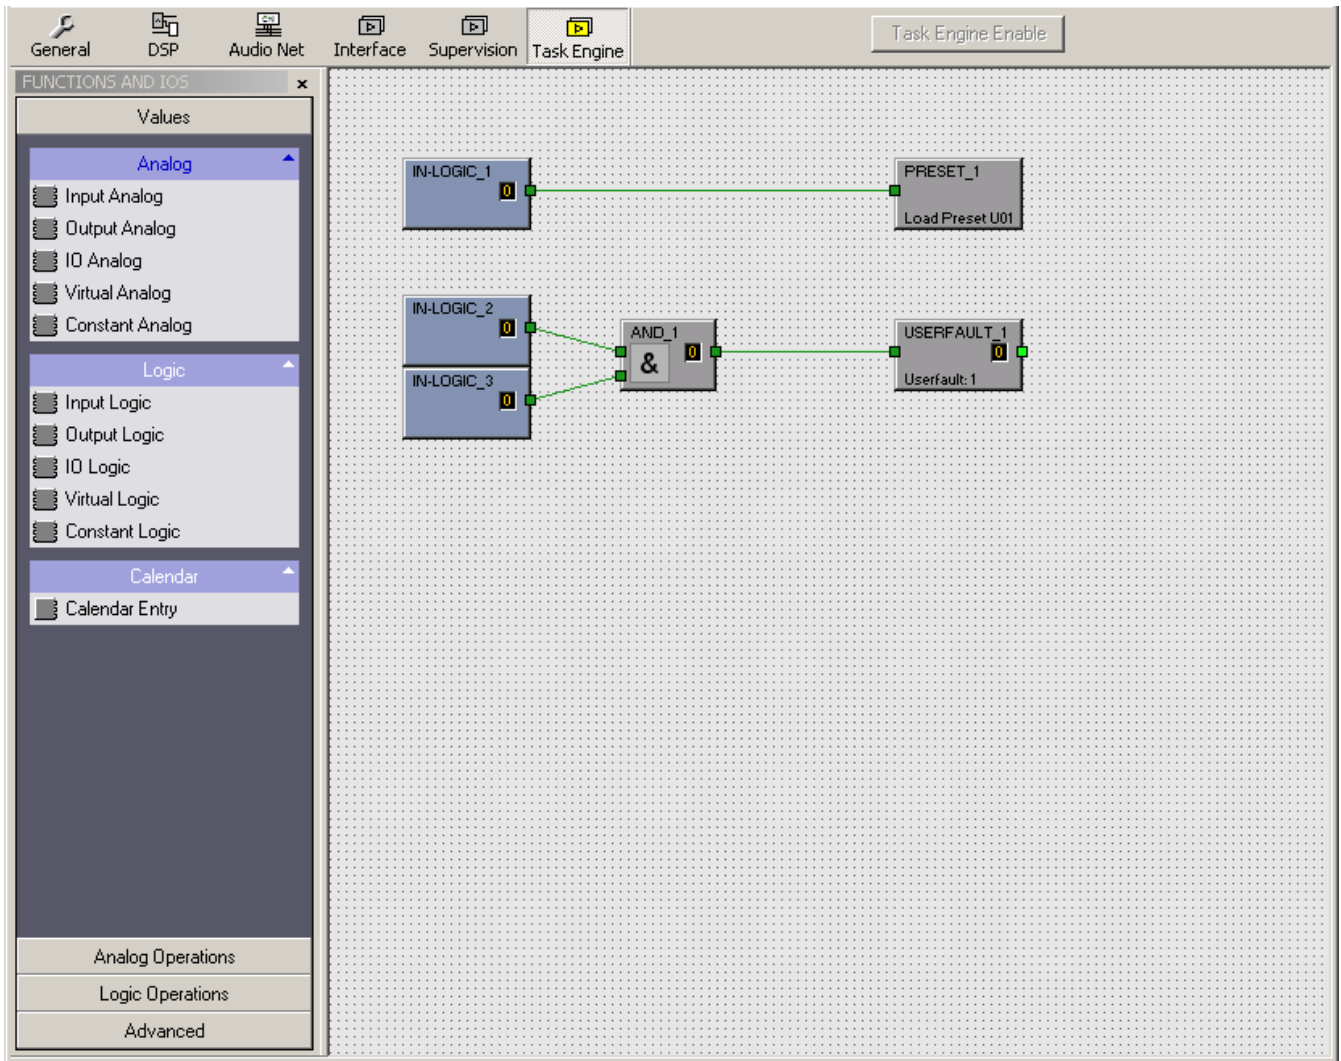 General
DSP
Audio Net
Interface
Supervision
Task Engine
Task Engine Enable
FUNCTIONS AND IOS
Values
Analog
Input Analog
Output Analog
IO Analog
Virtual Analog
Constant Analog
Logic
Input Logic
Output Logic
IO Logic
Virtual Logic
Constant Logic
Calendar
Calendar Entry
Analog Operations
Logic Operations
Advanced
IN-LOGIC_1
0
PRESET_1
Load Preset U01
IN-LOGIC_2
0
IN-LOGIC_3
0
AND_1
&
0
USERFAULT_1
0
Userfault: 1